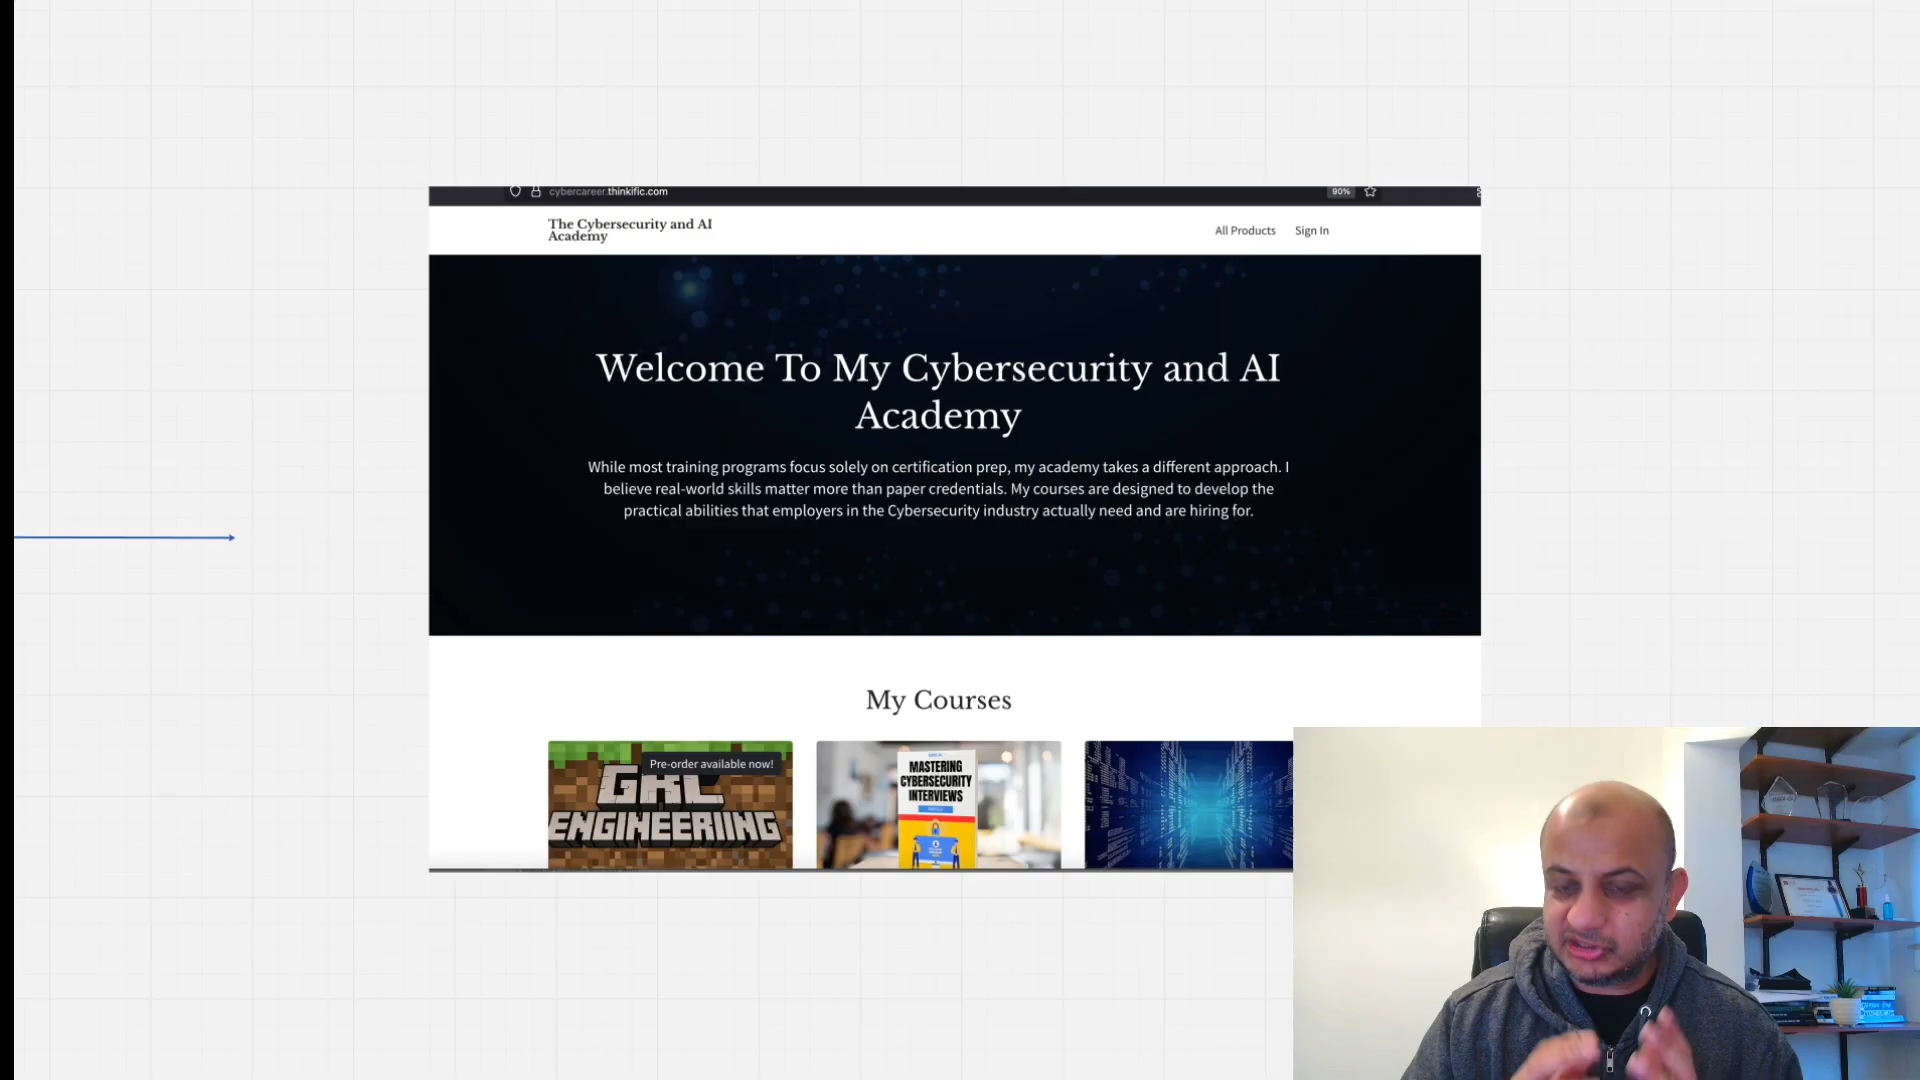 cybercareer.thinkific.com
90%
The Cybersecurity and AI
Academy
All Products
Sign In
Welcome To My Cybersecurity and AI
Academy
While most training programs focus solely on certification prep, my academy takes a different approach. I
believe real-world skills matter more than paper credentials. My courses are designed to develop the
practical abilities that employers in the Cybersecurity industry actually need and are hiring for.
My Courses
Pre-order available now!
GRC
ENGINEERIING
MASTERING
CYBERSECURITY
INTERVIEWS